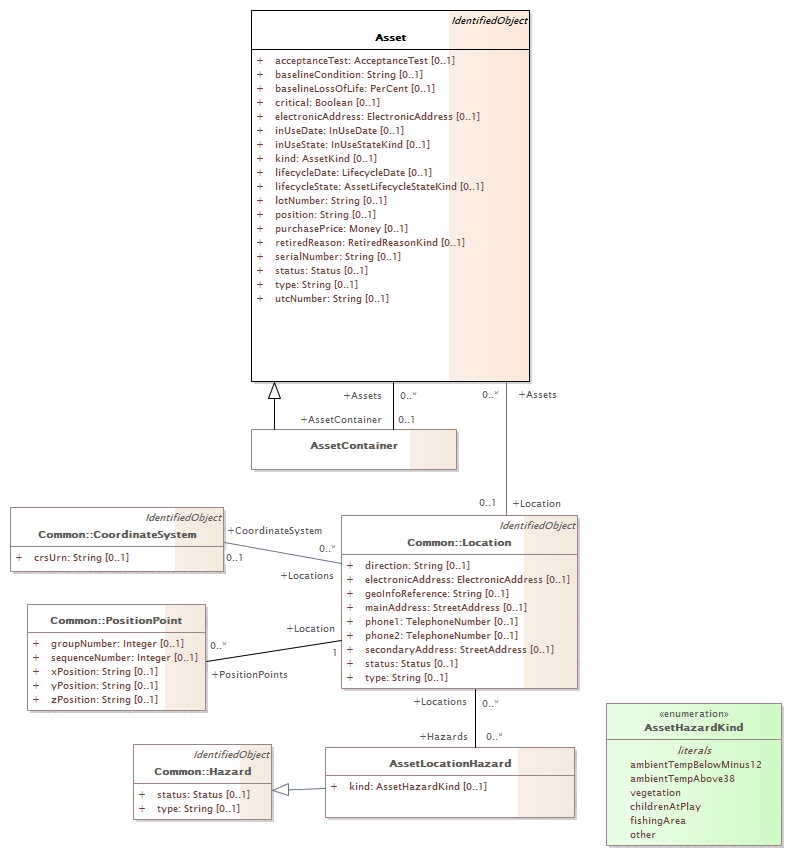 IdentifiedObject
Asset
+ acceptanceTest: AcceptanceTest [0..1]
+ baselineCondition: String [0..1]
+ baselineLossOfLife: PerCent [0..1]
+ critical: Boolean [0..1]
+ electronicAddress: ElectronicAddress [0..1]
+ inUseDate: InUseDate [0..1]
+ inUseState: InUseStateKind [0..1]
+ kind: AssetKind [0..1]
+ lifecycleDate: LifecycleDate [0..1]
+ lifecycleState: AssetLifecycleStateKind [0..1]
+ lotNumber: String [0..1]
+ position: String [0..1]
+ purchasePrice: Money [0..1]
+ retiredReason: RetiredReasonKind [0..1]
+ serialNumber: String [0..1]
+ status: Status [0..1]
+ type: String [0..1]
+ utcNumber: String [0..1]
+Assets 0..*
0..* +Assets
+AssetContainer 0..1
AssetContainer
0..1 +Location
IdentifiedObject
Common::CoordinateSystem
+ crsUrn: String [0..1]
+CoordinateSystem
0..1
0..*
+Locations
IdentifiedObject
Common::Location
+ direction: String [0..1]
+ electronicAddress: ElectronicAddress [0..1]
+ geoInfoReference: String [0..1]
+ mainAddress: StreetAddress [0..1]
+ phone1: TelephoneNumber [0..1]
+ phone2: TelephoneNumber [0..1]
+ secondaryAddress: StreetAddress [0..1]
+ status: Status [0..1]
+ type: String [0..1]
Common::PositionPoint
+ groupNumber: Integer [0..1]
+ sequenceNumber: Integer [0..1]
+ xPosition: String [0..1]
+ yPosition: String [0..1]
+ zPosition: String [0..1]
+Location
1
0..*
+PositionPoints
+Locations 0..*
+Hazards 0..*
IdentifiedObject
Common::Hazard
+ status: Status [0..1]
+ type: String [0..1]
AssetLocationHazard
+ kind: AssetHazardKind [0..1]
«enumeration»
AssetHazardKind
literals
ambientTempBelowMinus12
ambientTempAbove38
vegetation
childrenAtPlay
fishingArea
other